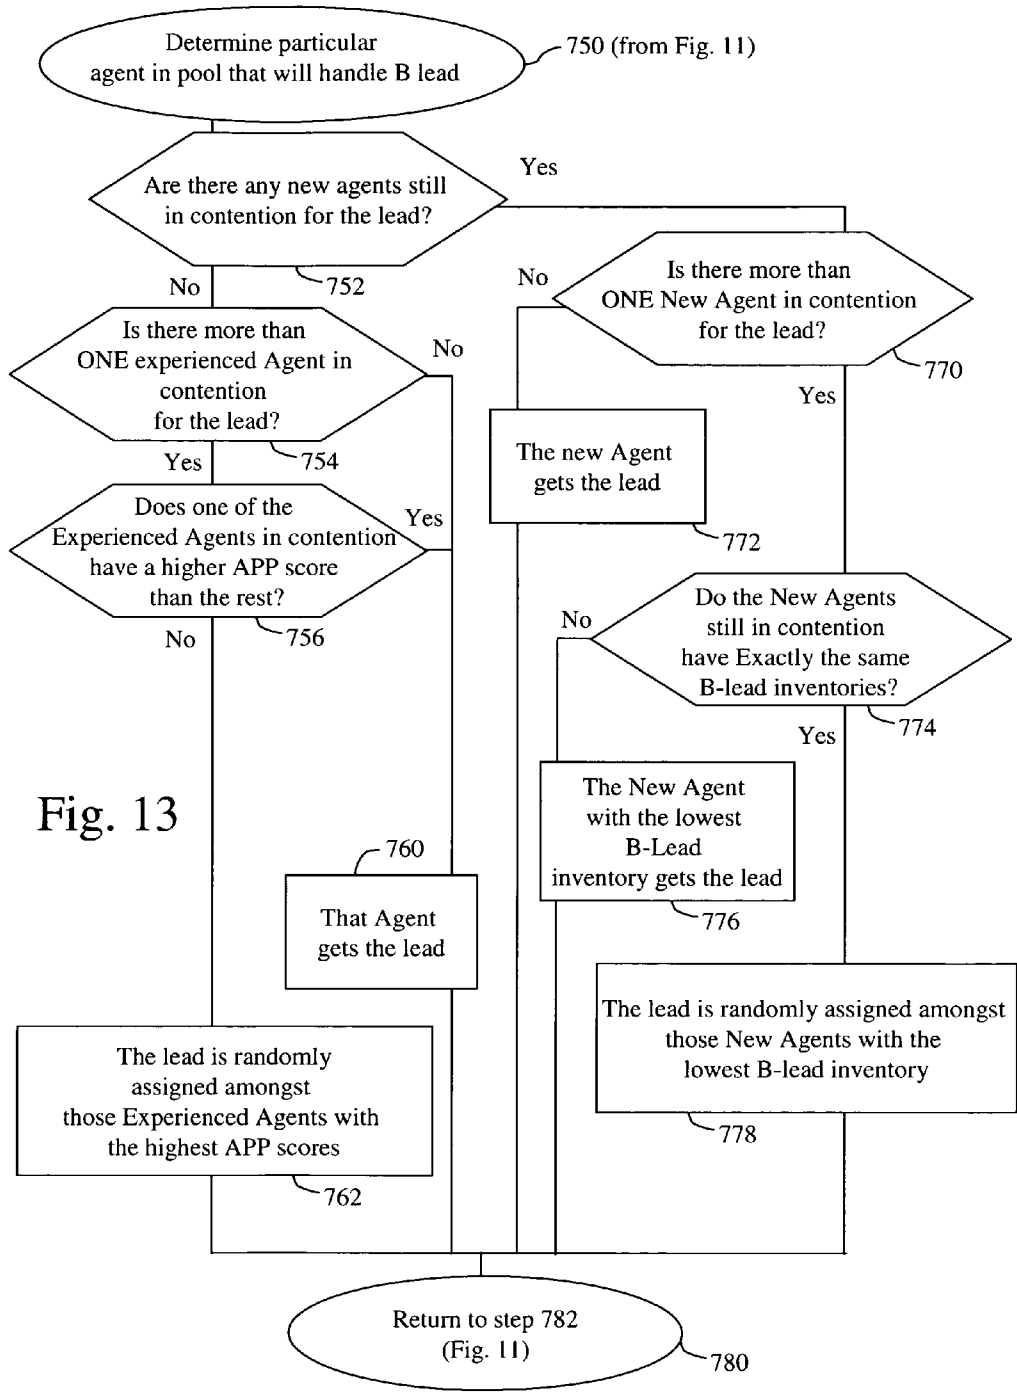 Determine particular
agent in pool that will handle B lead
750 (from Fig. 11)
Are there any new agents still
in contention for the lead?
Yes
752
No
Is there more than
ONE New Agent in contention
for the lead?
No
770
Yes
Is there more than
ONE experienced Agent in
contention
for the lead?
No
754
Yes
The new Agent
gets the lead
772
Does one of the
Experienced Agents in contention
have a higher APP score
than the rest?
Yes
756
No
Do the New Agents
still in contention
have Exactly the same
B-lead inventories?
No
774
Yes
The New Agent
with the lowest
B-Lead
inventory gets the lead
776
Fig. 13
760
That Agent
gets the lead
The lead is randomly assigned amongst
those New Agents with the
lowest B-lead inventory
778
The lead is randomly
assigned amongst
those Experienced Agents with
the highest APP scores
762
Return to step 782
(Fig. 11)
780